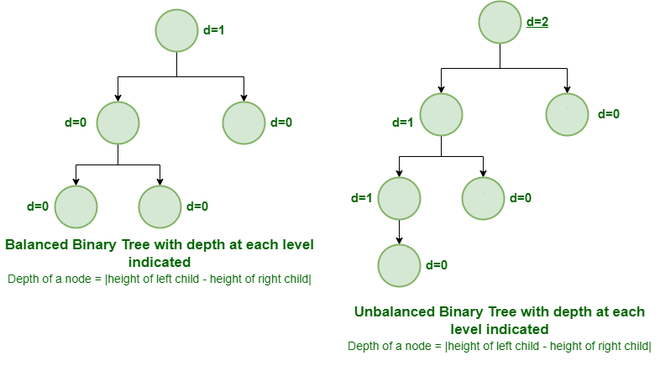 d=1
d=0
d=0
d=0
d=0
Balanced Binary Tree with depth at each level
indicated
Depth of a node = |height of left child - height of right child|
d=2
d=1
d=0
d=1
d=0
d=0
Unbalanced Binary Tree with depth at each
level indicated
Depth of a node = |height of left child - height of right child|